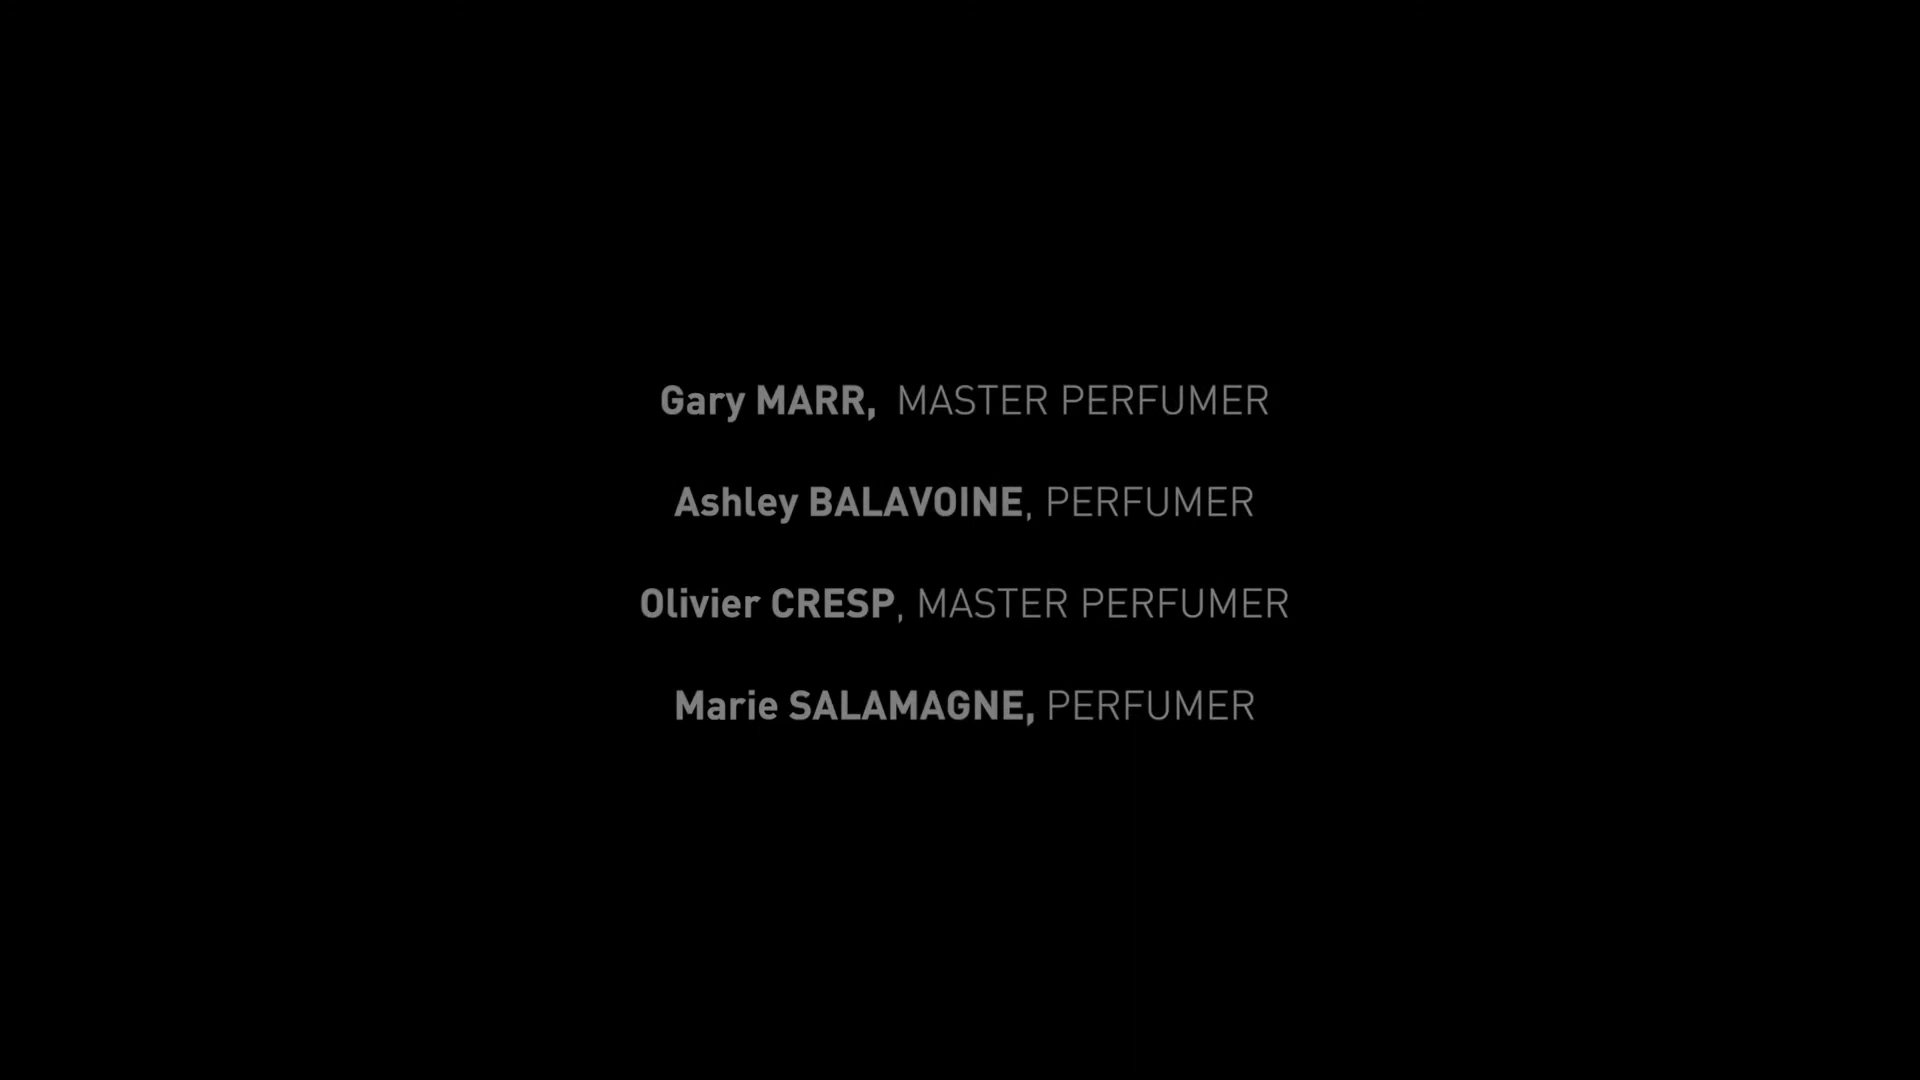 Gary MARR, MASTER PERFUMER
Ashley BALAVOINE, PERFUMER
Olivier CRESP, MASTER PERFUMER
Marie SALAMAGNE, PERFUMER